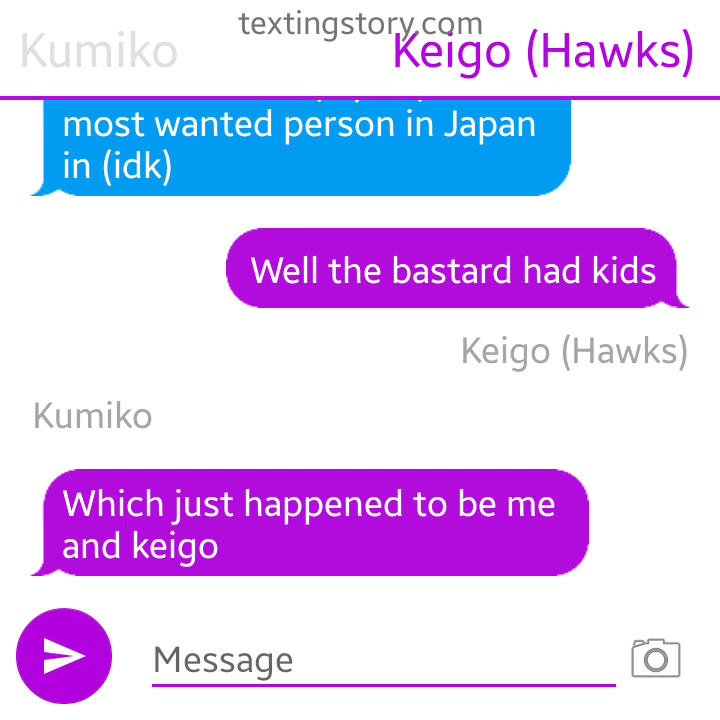 textingstory.com
Kumiko
Keigo (Hawks)
most wanted person in Japan
in (idk)
Well the bastard had kids
Keigo (Hawks)
Kumiko
Which just happened to be me
and keigo
Message